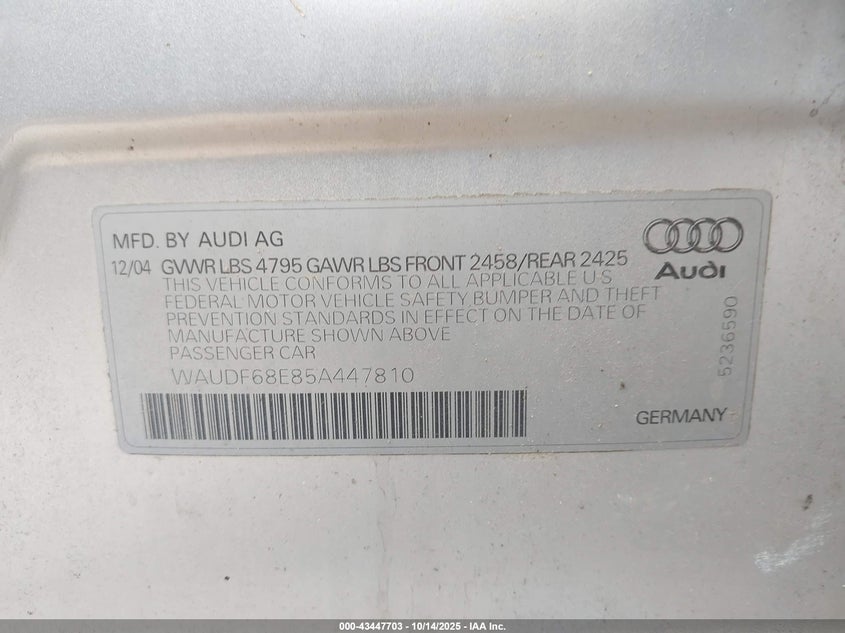 MFD. BY AUDI AG
12/04 GVWR LBS 4795 GAWR LBS FRONT 2458/REAR 2425
THIS VEHICLE CONFORMS TO ALL APPLICABLE U.S
FEDERAL MOTOR VEHICLE SAFETY BUMPER AND THEFT
PREVENTION STANDARDS IN EFFECT ON THE DATE OF
MANUFACTURE SHOWN ABOVE
PASSENGER CAR
WAUDF68E85A447810
Audi
5236590
GERMANY
000-43447703 - 10/14/2025 - IAA Inc.